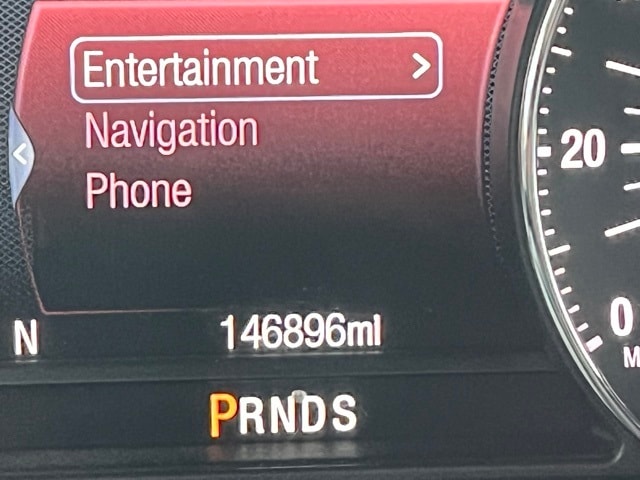 Entertainment >
Navigation
Phone
<
20
0
M
N 146896mi
PRNDS